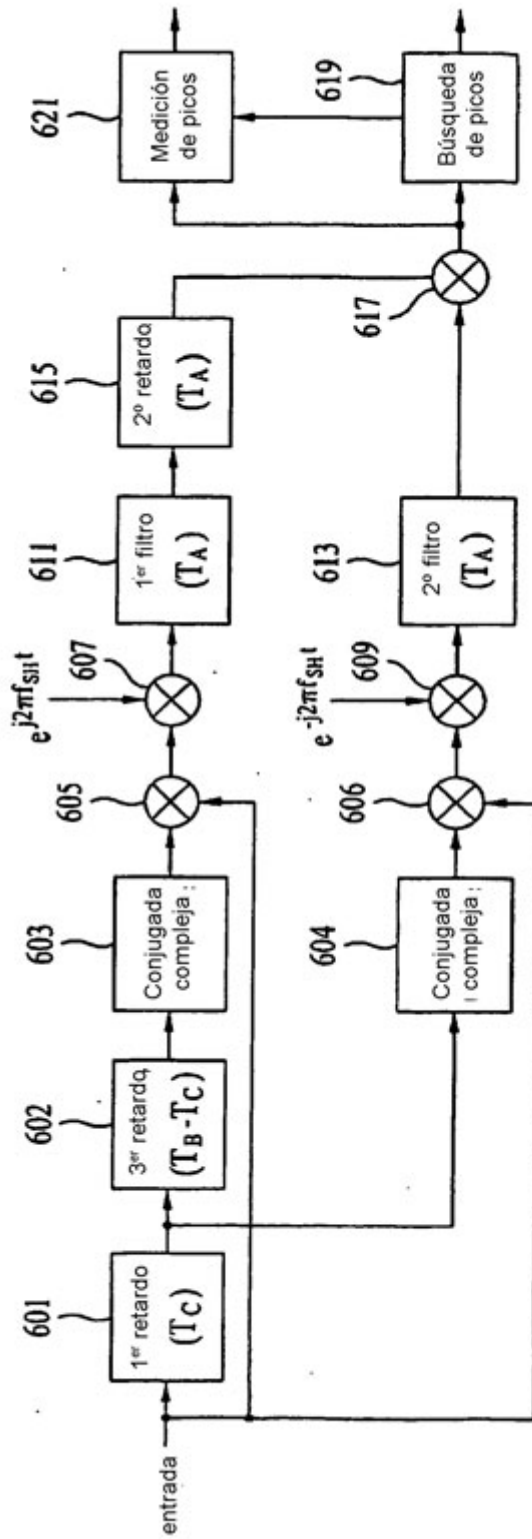 entrada
601
1er retardo
(TC)
602
3er retardo
(TB-TC)
603
Conjugada
compleja
605
e^j2πfSHt
607
611
1er filtro
(TA)
615
2º retardo
(TA)
621
Medición
de picos
604
Conjugada
compleja
606
e^-j2πfSHt
609
613
2º filtro
(TA)
617
619
Búsqueda
de picos